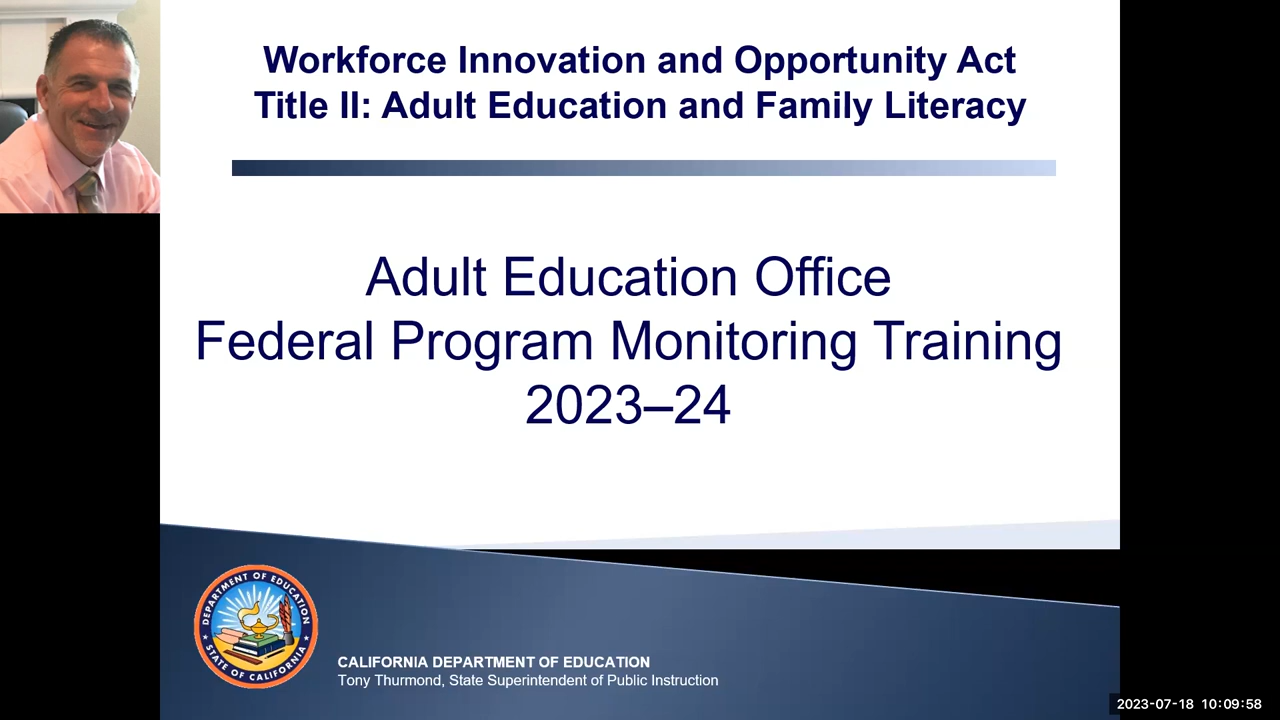 Workforce Innovation and Opportunity Act
Title II: Adult Education and Family Literacy
Adult Education Office
Federal Program Monitoring Training
2023–24
DEPARTMENT OF EDUCATION
STATE OF CALIFORNIA
CALIFORNIA DEPARTMENT OF EDUCATION
Tony Thurmond, State Superintendent of Public Instruction
2023-07-18 10:09:58